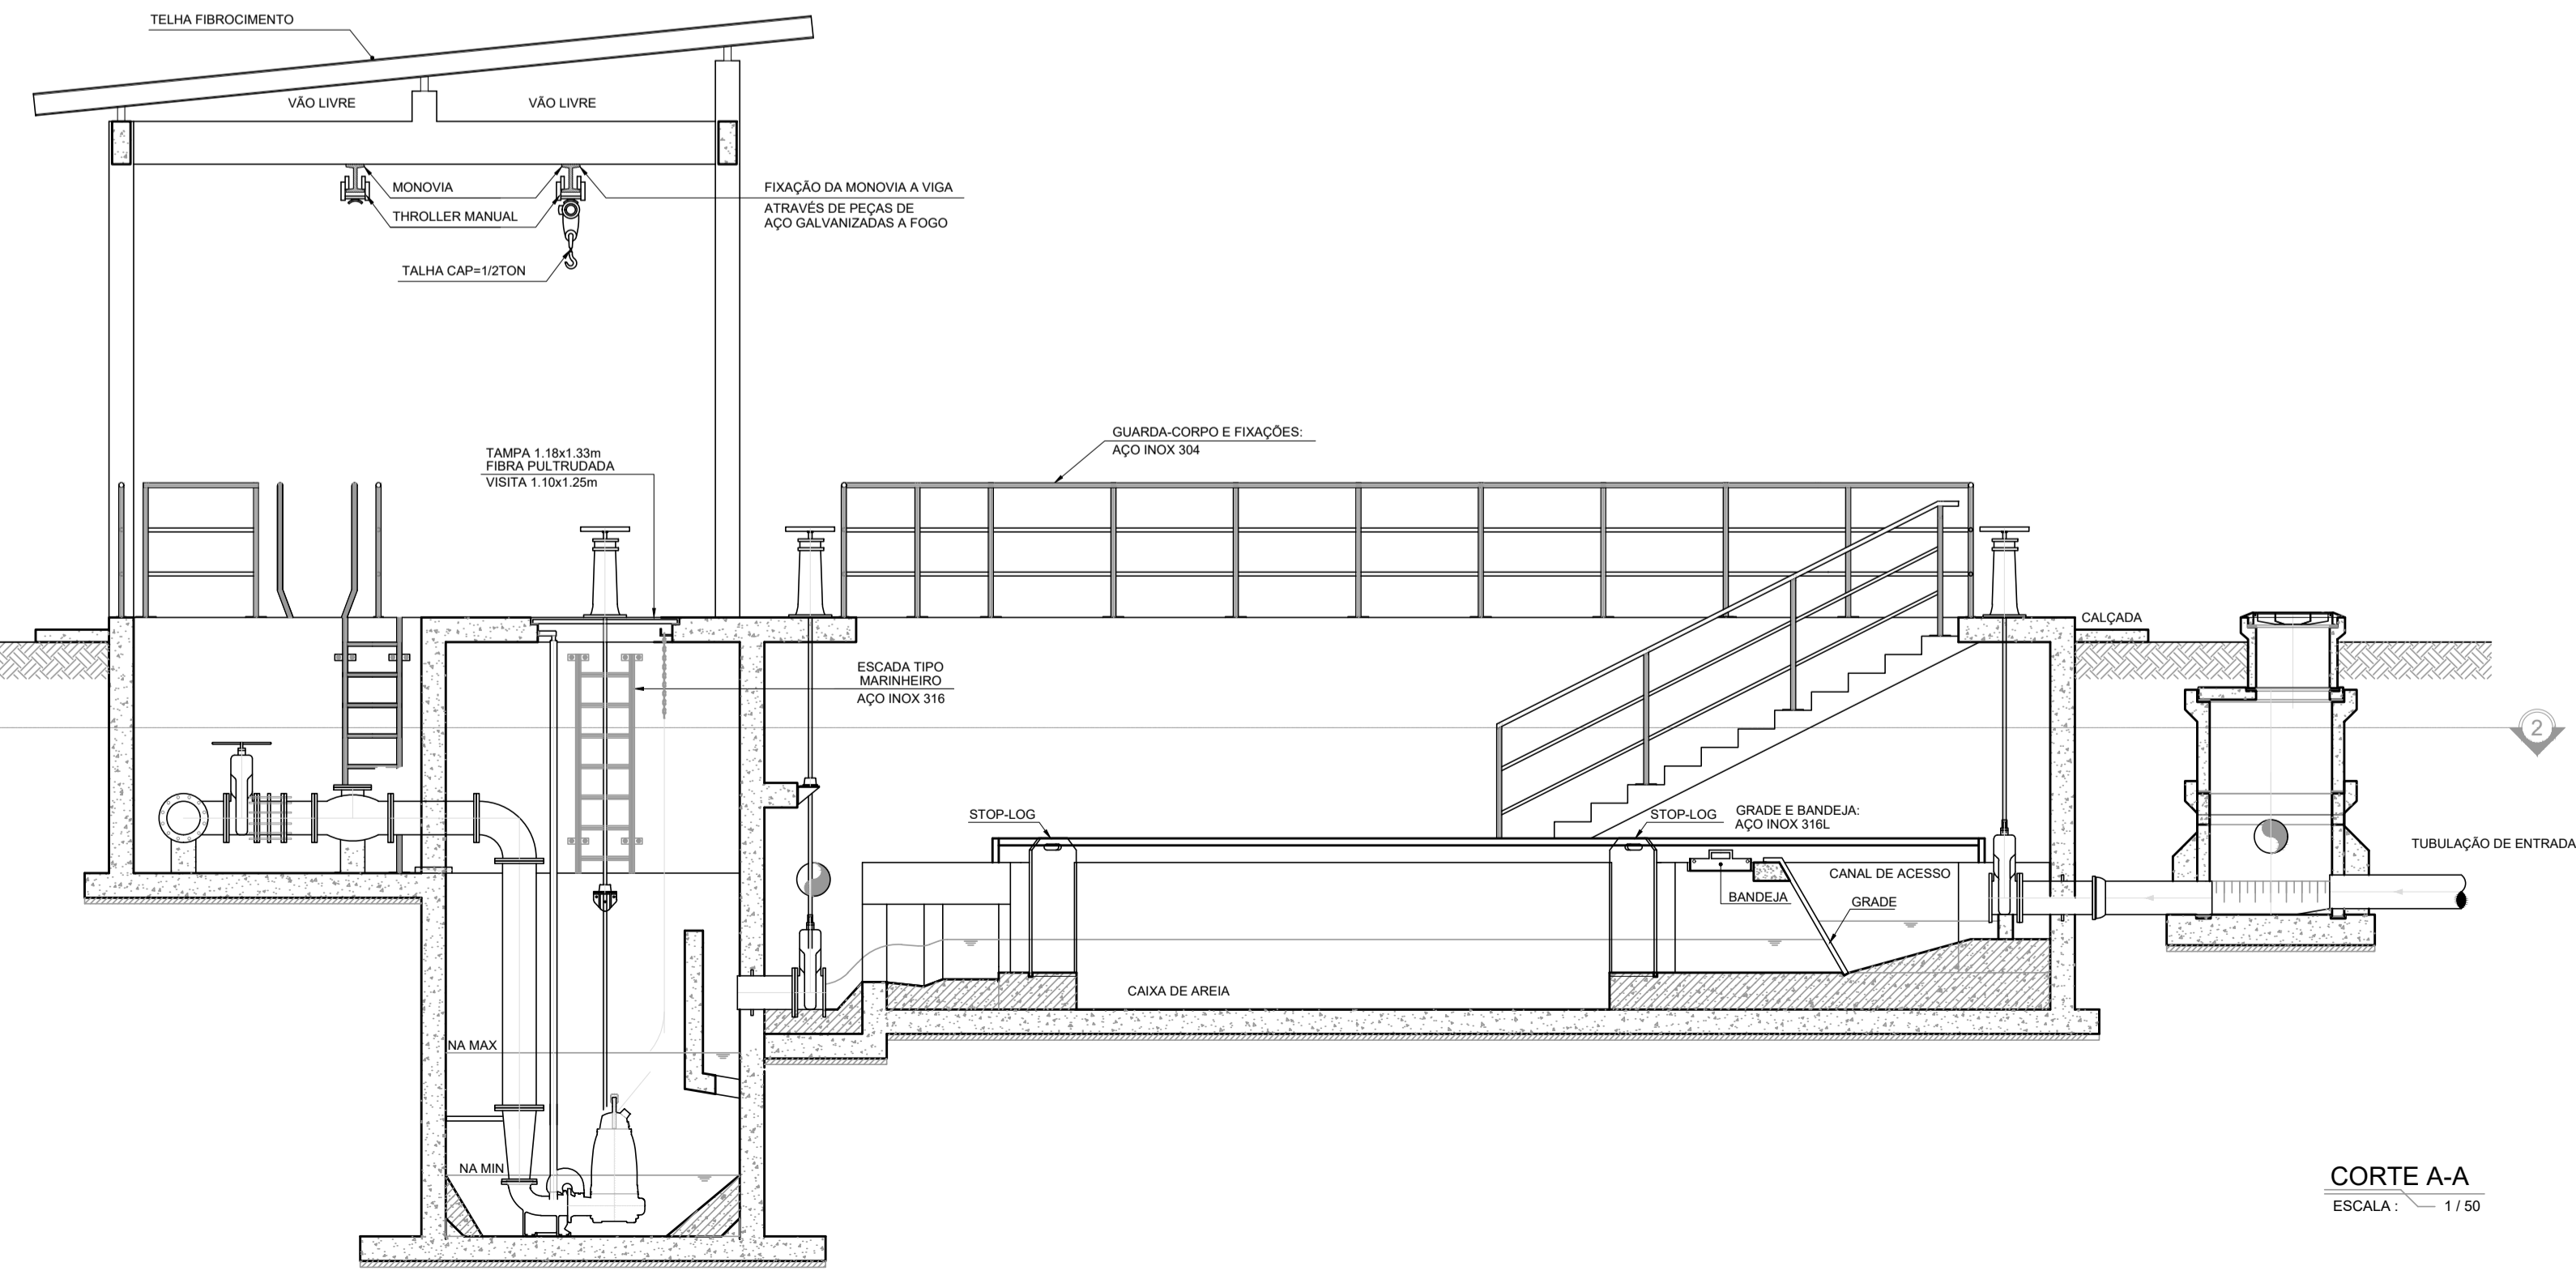 TELHA FIBROCIMENTO
VÃO LIVRE
VÃO LIVRE
MONOVIA
THROLLER MANUAL
TALHA CAP=1/2TON
FIXAÇÃO DA MONOVIA A VIGA
ATRAVÉS DE PEÇAS DE
AÇO GALVANIZADAS A FOGO
TAMPA 1.18x1.33m
FIBRA PULTRUDADA
VISITA 1.10x1.25m
GUARDA-CORPO E FIXAÇÕES:
AÇO INOX 304
CALÇADA
ESCADA TIPO
MARINHEIRO
AÇO INOX 316
2
STOP-LOG
STOP-LOG
GRADE E BANDEJA:
AÇO INOX 316L
TUBULAÇÃO DE ENTRADA
CANAL DE ACESSO
BANDEJA
GRADE
CAIXA DE AREIA
NA MAX
NA MIN
CORTE A-A
ESCALA : 1 / 50